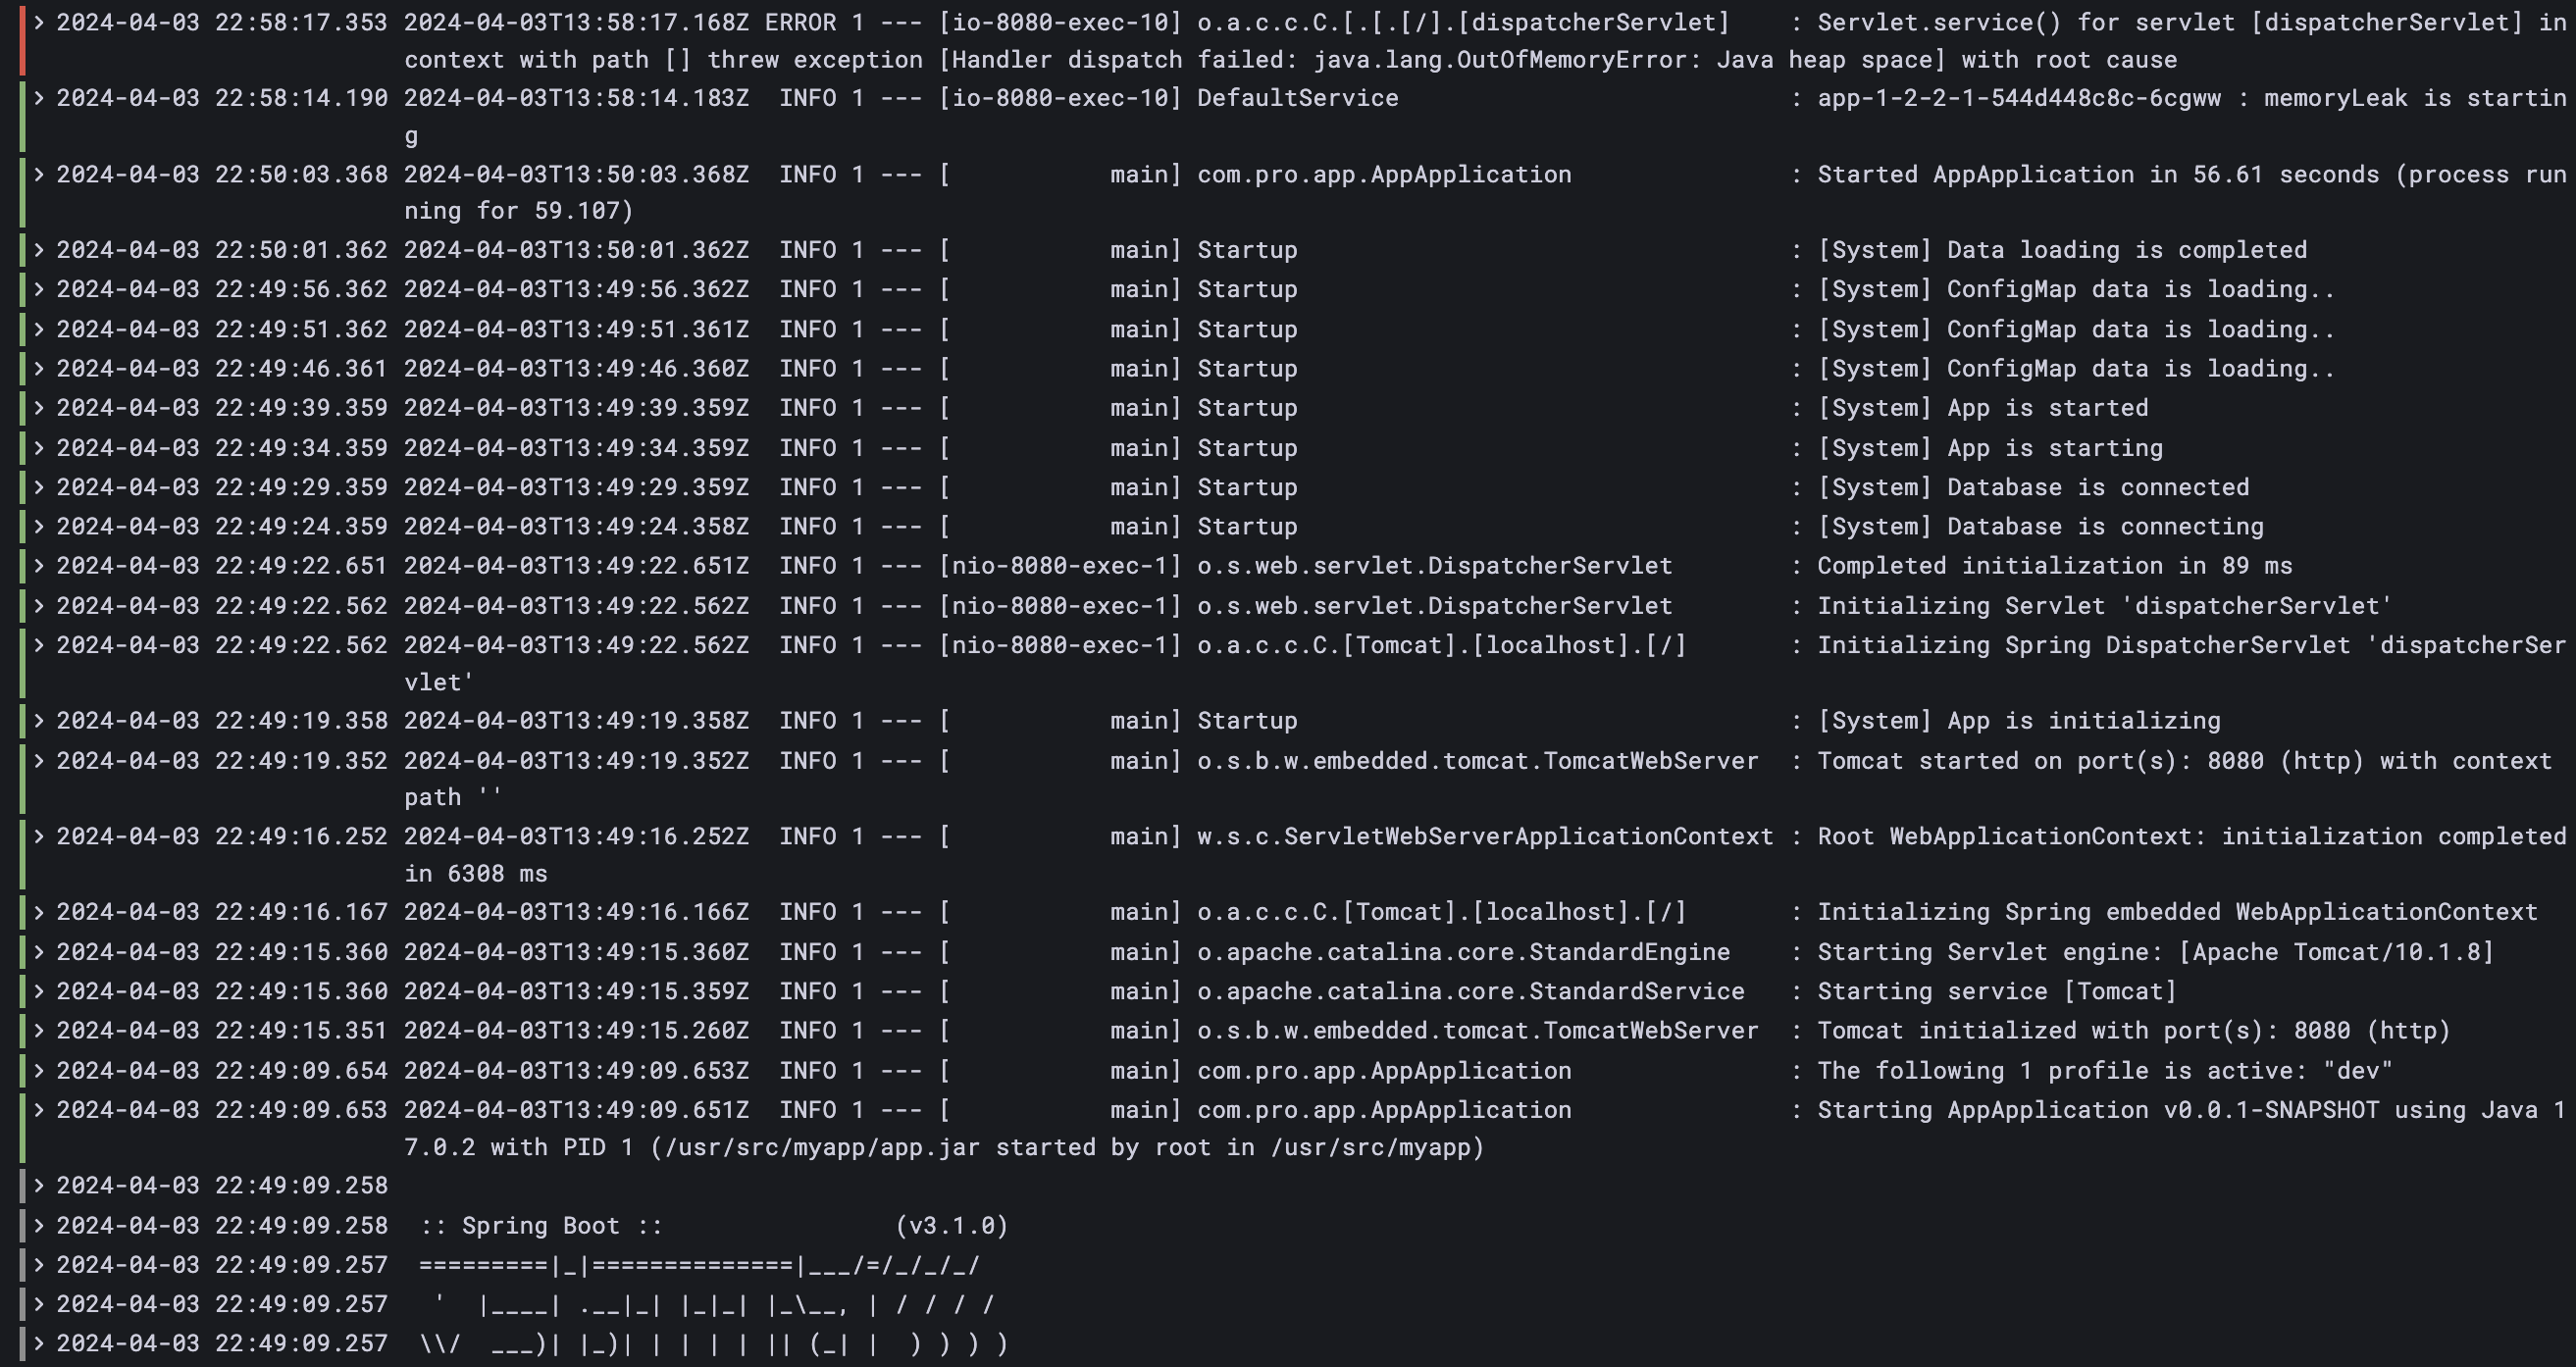 2024-04-03 22:58:17.353 2024-04-03T13:58:17.168Z ERROR 1 --- [io-8080-exec-10] o.a.c.c.C.[.[.[/].[dispatcherServlet]    : Servlet.service() for servlet [dispatcherServlet] in
context with path [] threw exception [Handler dispatch failed: java.lang.OutOfMemoryError: Java heap space] with root cause
2024-04-03 22:58:14.190 2024-04-03T13:58:14.183Z  INFO 1 --- [io-8080-exec-10] DefaultService                           : app-1-2-2-1-544d448c8c-6cgww : memoryLeak is startin
g
2024-04-03 22:50:03.368 2024-04-03T13:50:03.368Z  INFO 1 --- [           main] com.pro.app.AppApplication               : Started AppApplication in 56.61 seconds (process run
ning for 59.107)
2024-04-03 22:50:01.362 2024-04-03T13:50:01.362Z  INFO 1 --- [           main] Startup                                  : [System] Data loading is completed
2024-04-03 22:49:56.362 2024-04-03T13:49:56.362Z  INFO 1 --- [           main] Startup                                  : [System] ConfigMap data is loading..
2024-04-03 22:49:51.362 2024-04-03T13:49:51.361Z  INFO 1 --- [           main] Startup                                  : [System] ConfigMap data is loading..
2024-04-03 22:49:46.361 2024-04-03T13:49:46.360Z  INFO 1 --- [           main] Startup                                  : [System] ConfigMap data is loading..
2024-04-03 22:49:39.359 2024-04-03T13:49:39.359Z  INFO 1 --- [           main] Startup                                  : [System] App is started
2024-04-03 22:49:34.359 2024-04-03T13:49:34.359Z  INFO 1 --- [           main] Startup                                  : [System] App is starting
2024-04-03 22:49:29.359 2024-04-03T13:49:29.359Z  INFO 1 --- [           main] Startup                                  : [System] Database is connected
2024-04-03 22:49:24.359 2024-04-03T13:49:24.358Z  INFO 1 --- [           main] Startup                                  : [System] Database is connecting
2024-04-03 22:49:22.651 2024-04-03T13:49:22.651Z  INFO 1 --- [nio-8080-exec-1] o.s.web.servlet.DispatcherServlet        : Completed initialization in 89 ms
2024-04-03 22:49:22.562 2024-04-03T13:49:22.562Z  INFO 1 --- [nio-8080-exec-1] o.s.web.servlet.DispatcherServlet        : Initializing Servlet 'dispatcherServlet'
2024-04-03 22:49:22.562 2024-04-03T13:49:22.562Z  INFO 1 --- [nio-8080-exec-1] o.a.c.c.C.[Tomcat].[localhost].[/]       : Initializing Spring DispatcherServlet 'dispatcherSer
vlet'
2024-04-03 22:49:19.358 2024-04-03T13:49:19.358Z  INFO 1 --- [           main] Startup                                  : [System] App is initializing
2024-04-03 22:49:19.352 2024-04-03T13:49:19.352Z  INFO 1 --- [           main] o.s.b.w.embedded.tomcat.TomcatWebServer  : Tomcat started on port(s): 8080 (http) with context
path ''
2024-04-03 22:49:16.252 2024-04-03T13:49:16.252Z  INFO 1 --- [           main] w.s.c.ServletWebServerApplicationContext : Root WebApplicationContext: initialization completed
in 6308 ms
2024-04-03 22:49:16.167 2024-04-03T13:49:16.166Z  INFO 1 --- [           main] o.a.c.c.C.[Tomcat].[localhost].[/]       : Initializing Spring embedded WebApplicationContext
2024-04-03 22:49:15.360 2024-04-03T13:49:15.360Z  INFO 1 --- [           main] o.apache.catalina.core.StandardEngine    : Starting Servlet engine: [Apache Tomcat/10.1.8]
2024-04-03 22:49:15.360 2024-04-03T13:49:15.359Z  INFO 1 --- [           main] o.apache.catalina.core.StandardService   : Starting service [Tomcat]
2024-04-03 22:49:15.351 2024-04-03T13:49:15.260Z  INFO 1 --- [           main] o.s.b.w.embedded.tomcat.TomcatWebServer  : Tomcat initialized with port(s): 8080 (http)
2024-04-03 22:49:09.654 2024-04-03T13:49:09.653Z  INFO 1 --- [           main] com.pro.app.AppApplication               : The following 1 profile is active: "dev"
2024-04-03 22:49:09.653 2024-04-03T13:49:09.651Z  INFO 1 --- [           main] com.pro.app.AppApplication               : Starting AppApplication v0.0.1-SNAPSHOT using Java 1
7.0.2 with PID 1 (/usr/src/myapp/app.jar started by root in /usr/src/myapp)
2024-04-03 22:49:09.258
2024-04-03 22:49:09.258  :: Spring Boot ::                (v3.1.0)
2024-04-03 22:49:09.257  =========|_|==============|___/=/_/_/_/
2024-04-03 22:49:09.257   '  |____| .__|_| |_|_| |_\__, | / / / /
2024-04-03 22:49:09.257  \\/  ___)| |_)| | | | | || (_| |  ) ) ) )